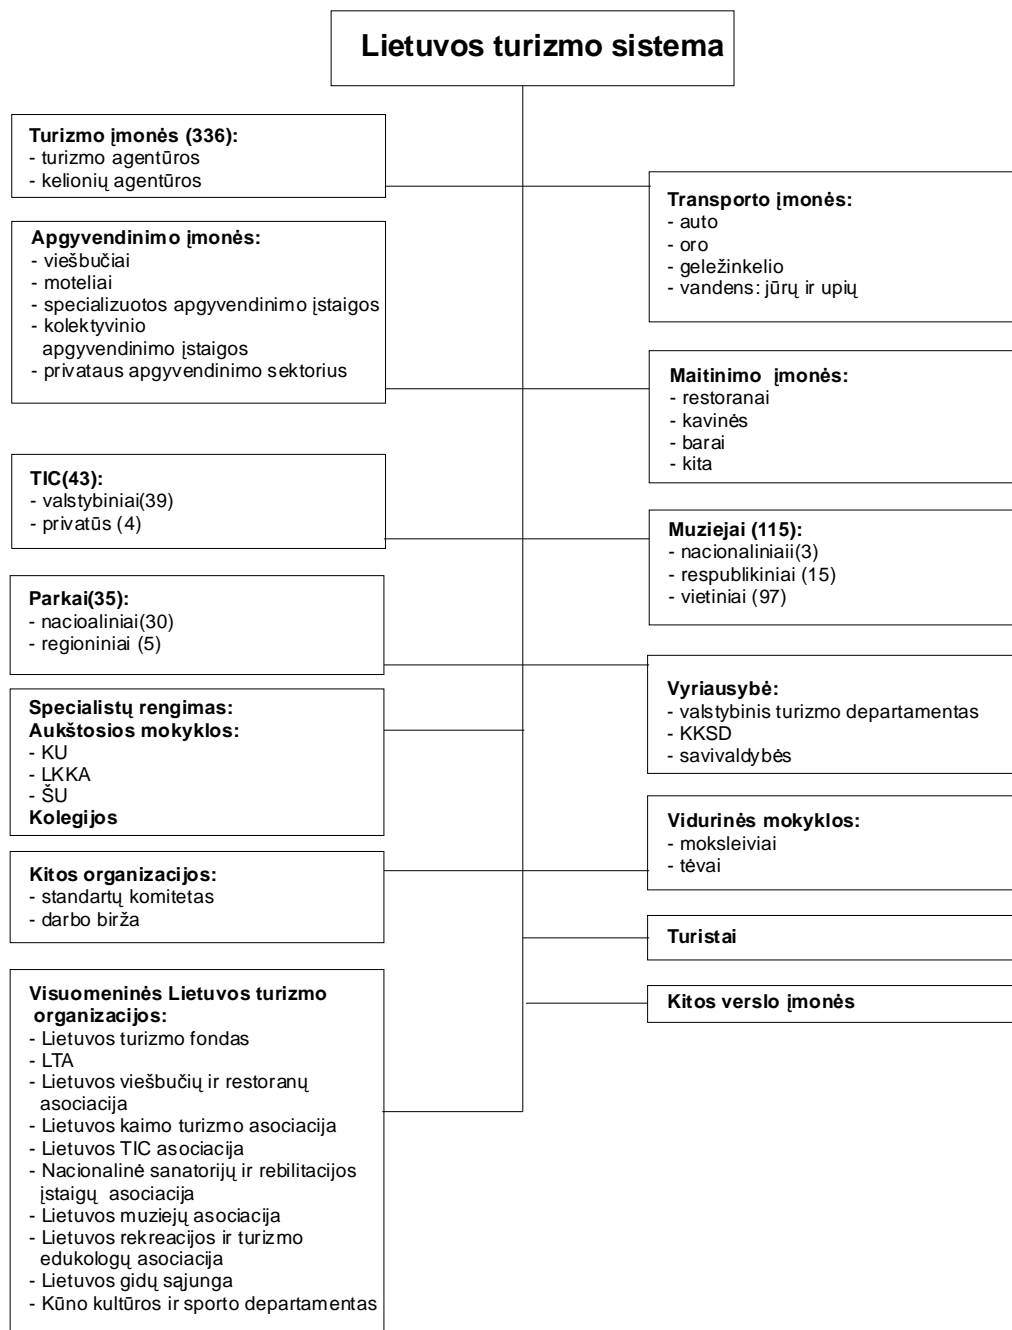 Lietuvos turizmo sistema
Turizmo įmonės (336):
- turizmo agentūros
- kelionių agentūros
Transporto įmonės:
- auto
- oro
- geležinkelio
- vandens: jūrų ir upių
Apgyvendinimo įmonės:
- viešbučiai
- moteliai
- specializuotos apgyvendinimo įstaigos
- kolektyvinio
apgyvendinimo įstaigos
- privataus apgyvendinimo sektorius
Maitinimo įmonės:
- restoranai
- kavinės
- barai
- kita
TIC(43):
- valstybiniai(39)
- privatūs (4)
Muziejai (115):
- nacionaliniaii(3)
- respublikiniai (15)
- vietiniai (97)
Parkai(35):
- nacioaliniai(30)
- regioniniai (5)
Vyriausybė:
- valstybinis turizmo departamentas
- KKSD
- savivaldybės
Specialistų rengimas:
Aukštosios mokyklos:
- KU
- LKKA
- ŠU
Kolegijos
Vidurinės mokyklos:
- moksleiviai
- tėvai
Kitos organizacijos:
- standartų komitetas
- darbo birža
Turistai
Kitos verslo įmonės
Visuomeninės Lietuvos turizmo
organizacijos:
- Lietuvos turizmo fondas
- LTA
- Lietuvos viešbučių ir restoranų
asociacija
- Lietuvos kaimo turizmo asociacija
- Lietuvos TIC asociacija
- Nacionalinė sanatorijų ir rebilitacijos
įstaigų asociacija
- Lietuvos muziejų asociacija
- Lietuvos rekreacijos ir turizmo
edukologų asociacija
- Lietuvos gidų sąjunga
- Kūno kultūros ir sporto departamentas